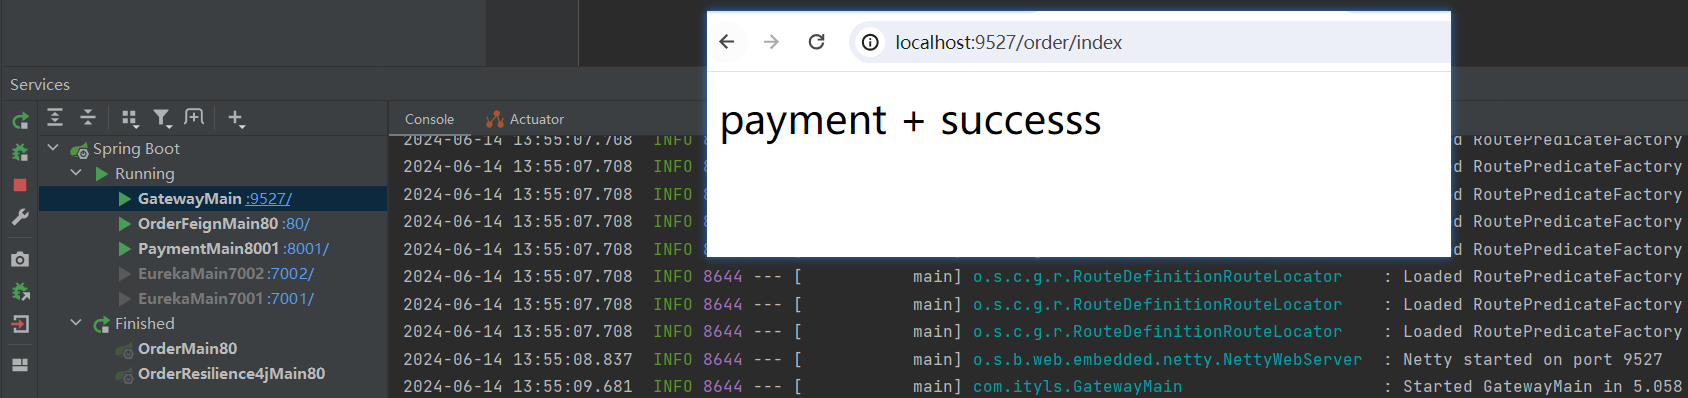 localhost:9527/order/index
payment + successs
Services
Console
Actuator
Spring Boot
Running
GatewayMain :9527/
OrderFeignMain80 :80/
PaymentMain8001 :8001/
EurekaMain7002 :7002/
EurekaMain7001 :7001/
Finished
OrderMain80
OrderResilience4jMain80
2024-06-14 13:55:07.708 INFO RoutePredicateFactory
2024-06-14 13:55:07.708 INFO RoutePredicateFactory
2024-06-14 13:55:07.708 INFO RoutePredicateFactory
2024-06-14 13:55:07.708 INFO RoutePredicateFactory
2024-06-14 13:55:07.708 INFO RoutePredicateFactory
2024-06-14 13:55:07.708 INFO 8644 --- [ main] o.s.c.g.r.RouteDefinitionRouteLocator : Loaded RoutePredicateFactory
2024-06-14 13:55:07.708 INFO 8644 --- [ main] o.s.c.g.r.RouteDefinitionRouteLocator : Loaded RoutePredicateFactory
2024-06-14 13:55:07.708 INFO 8644 --- [ main] o.s.c.g.r.RouteDefinitionRouteLocator : Loaded RoutePredicateFactory
2024-06-14 13:55:08.837 INFO 8644 --- [ main] o.s.b.web.embedded.netty.NettyWebServer : Netty started on port 9527
2024-06-14 13:55:09.681 INFO 8644 --- [ main] com.ityls.GatewayMain : Started GatewayMain in 5.058